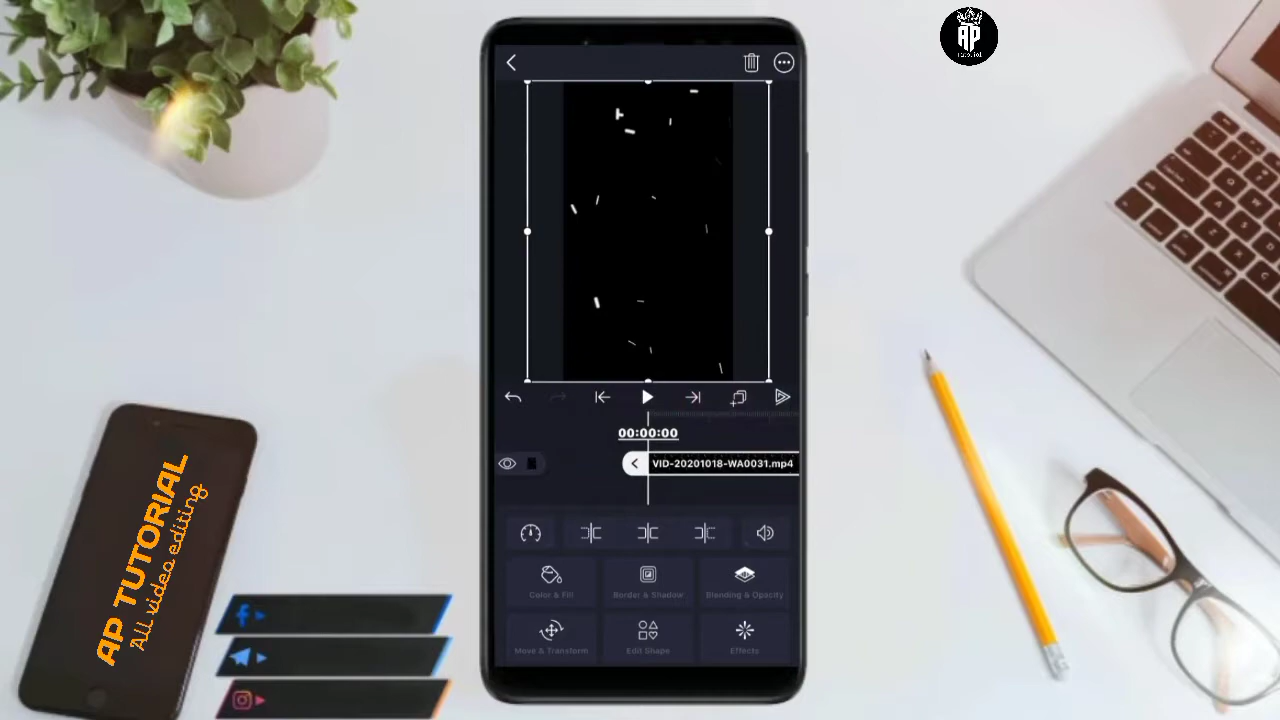 AP
Tutorial
00:00:00
VID-20201018-WA0031.mp4
Color & Fill
Border & Shadow
Blending & Opacity
Move & Transform
Edit Shape
Effects
AP TUTORIAL
All video editing